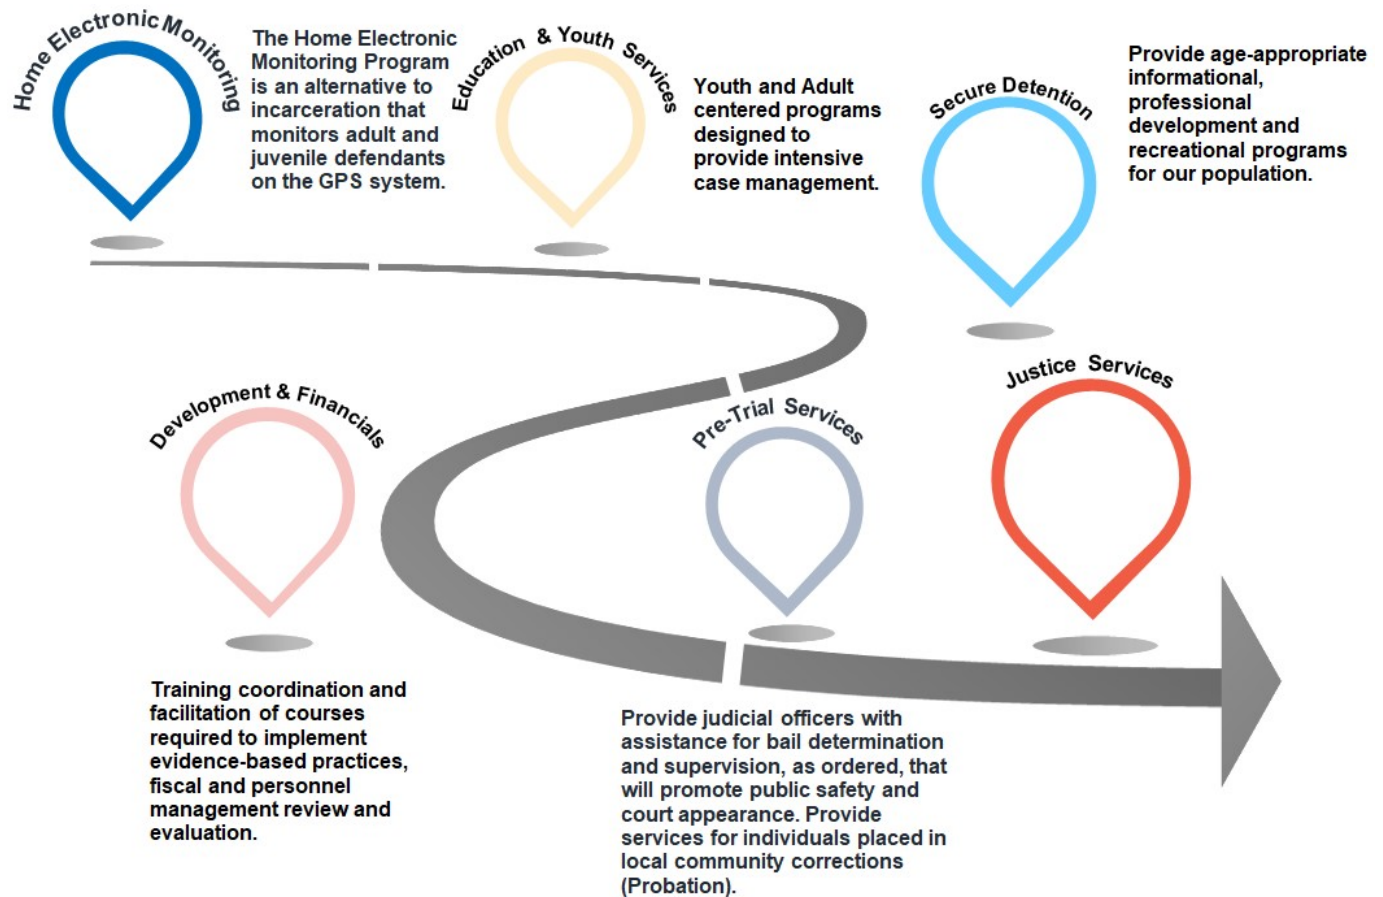 Home Electronic Monitoring
The Home Electronic
Monitoring Program
is an alternative to
incarceration that
monitors adult and
juvenile defendants
on the GPS system.
Education & Youth Services
Youth and Adult
centered programs
designed to
provide intensive
case management.
Secure Detention
Provide age-appropriate
informational,
professional
development and
recreational programs
for our population.
Development & Financials
Training coordination and
facilitation of courses
required to implement
evidence-based practices,
fiscal and personnel
management review and
evaluation.
Pre-Trial Services
Provide judicial officers with
assistance for bail determination
and supervision, as ordered, that
will promote public safety and
court appearance. Provide
services for individuals placed in
local community corrections
(Probation).
Justice Services